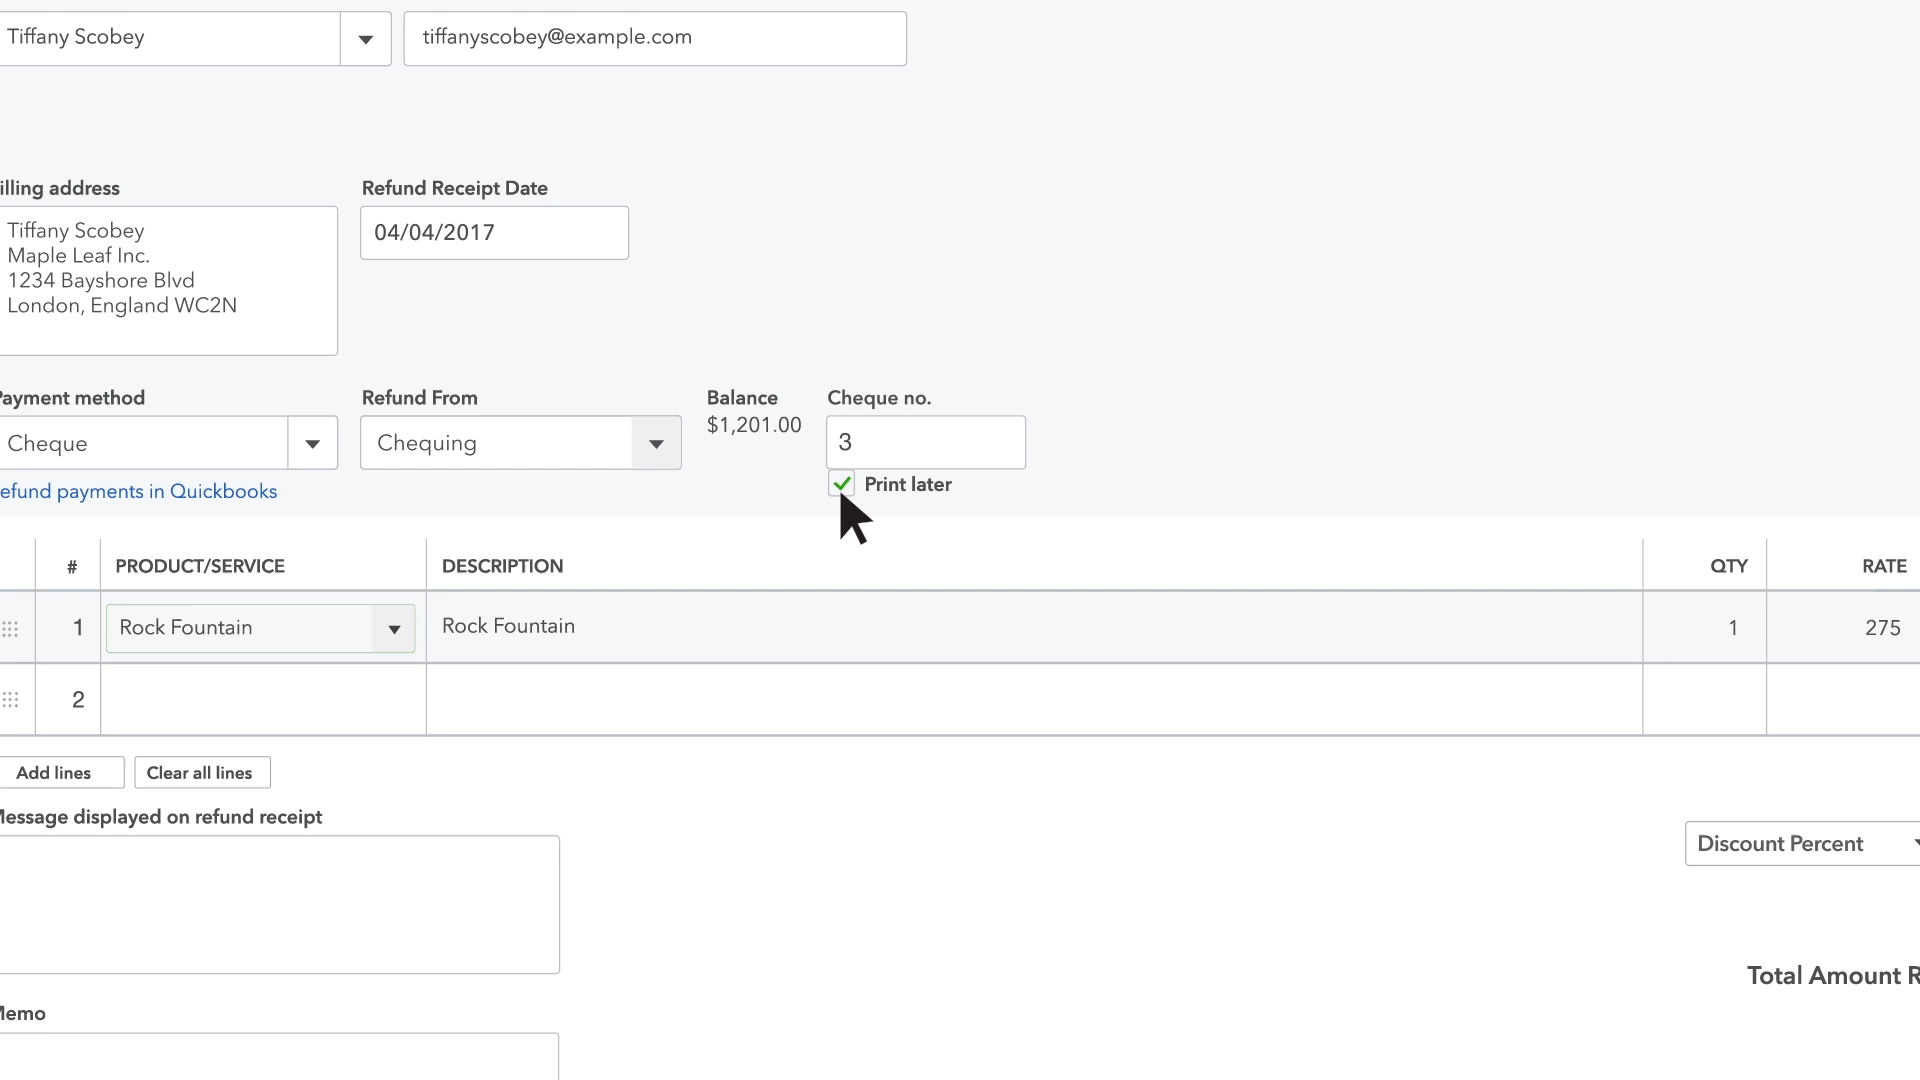 Tiffany Scobey
tiffanyscobey@example.com
illing address
Refund Receipt Date
Tiffany Scobey
Maple Leaf Inc.
1234 Bayshore Blvd
London, England WC2N
04/04/2017
Payment method
Refund From
Balance
Cheque no.
Cheque
Chequing
$1,201.00
3
efund payments in Quickbooks
Print later
# PRODUCT/SERVICE DESCRIPTION QTY RATE
1 Rock Fountain Rock Fountain 1 275
2
Add lines
Clear all lines
Message displayed on refund receipt
Discount Percent
Total Amount R
Memo